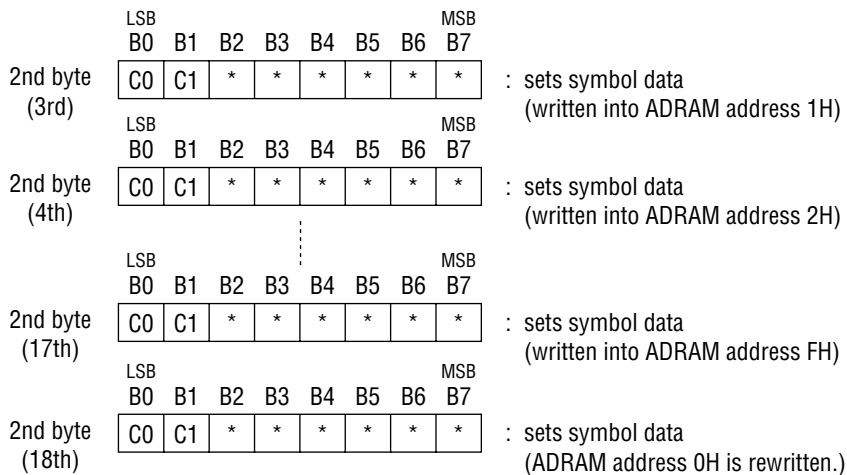 LSB MSB
B0 B1 B2 B3 B4 B5 B6 B7
2nd byte C0 C1 * * * * * * : sets symbol data
(3rd) (written into ADRAM address 1H)
LSB MSB
B0 B1 B2 B3 B4 B5 B6 B7
2nd byte C0 C1 * * * * * * : sets symbol data
(4th) (written into ADRAM address 2H)
LSB MSB
B0 B1 B2 B3 B4 B5 B6 B7
2nd byte C0 C1 * * * * * * : sets symbol data
(17th) (written into ADRAM address FH)
LSB MSB
B0 B1 B2 B3 B4 B5 B6 B7
2nd byte C0 C1 * * * * * * : sets symbol data
(18th) (ADRAM address 0H is rewritten.)